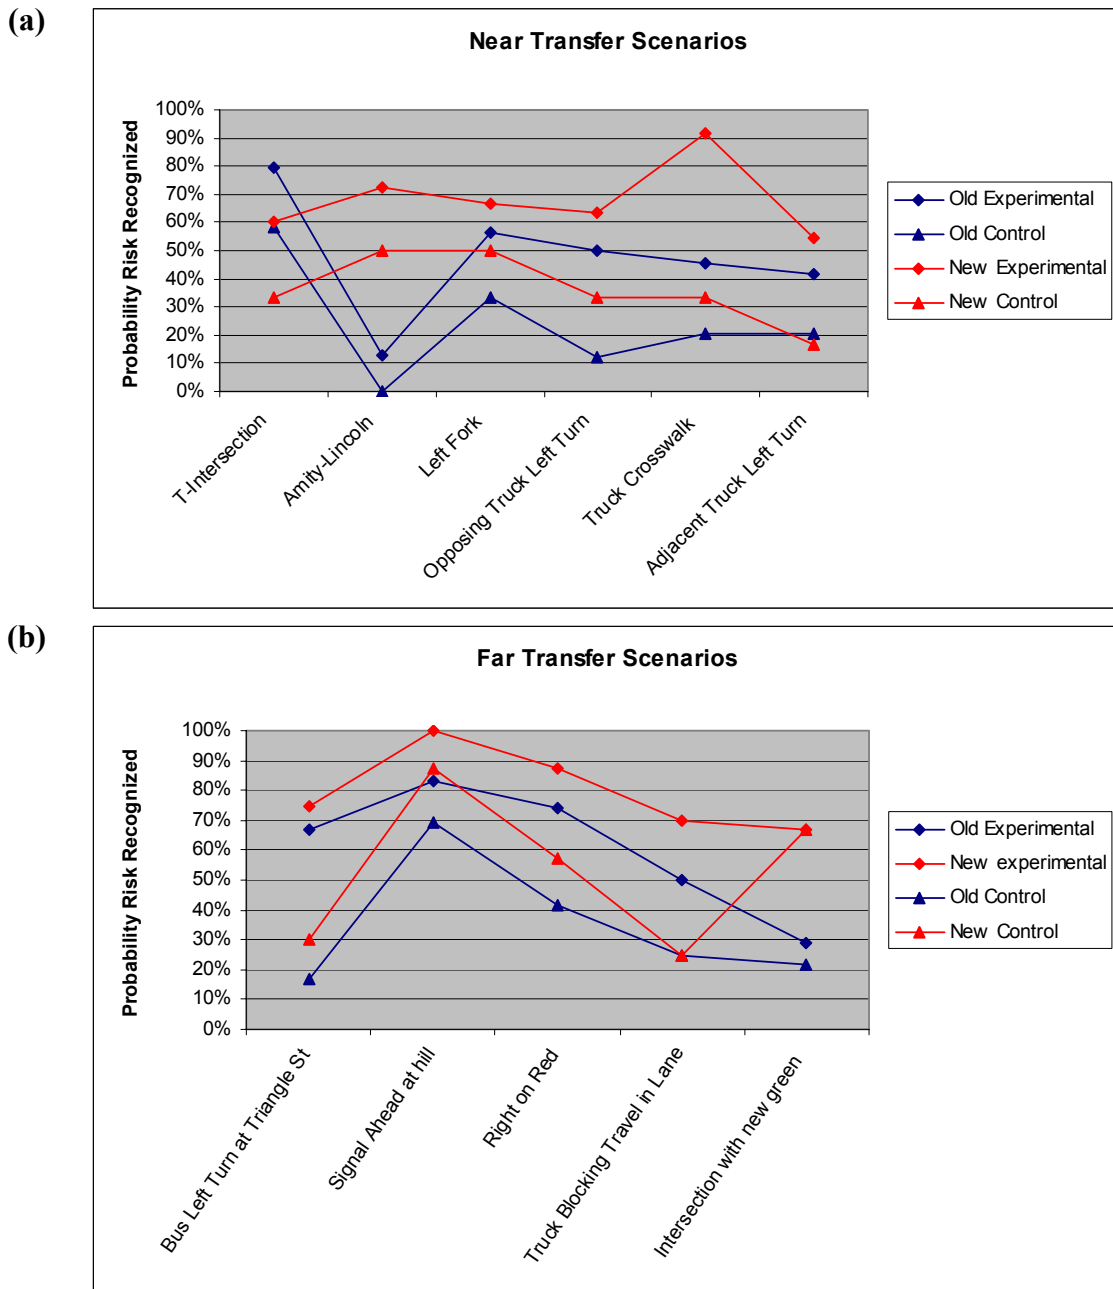 (a)
Near Transfer Scenarios
Probability Risk Recognized
100%
90%
80%
70%
60%
50%
40%
30%
20%
10%
0%
T-Intersection
Amity-Lincoln
Left Fork
Opposing Truck Left Turn
Truck Crosswalk
Adjacent Truck Left Turn
Old Experimental
Old Control
New Experimental
New Control
(b)
Far Transfer Scenarios
Probability Risk Recognized
100%
90%
80%
70%
60%
50%
40%
30%
20%
10%
0%
Bus Left Turn at Triangle St
Signal Ahead at hill
Right on Red
Truck Blocking Travel in Lane
Intersection with new green
Old Experimental
New experimental
Old Control
New Control